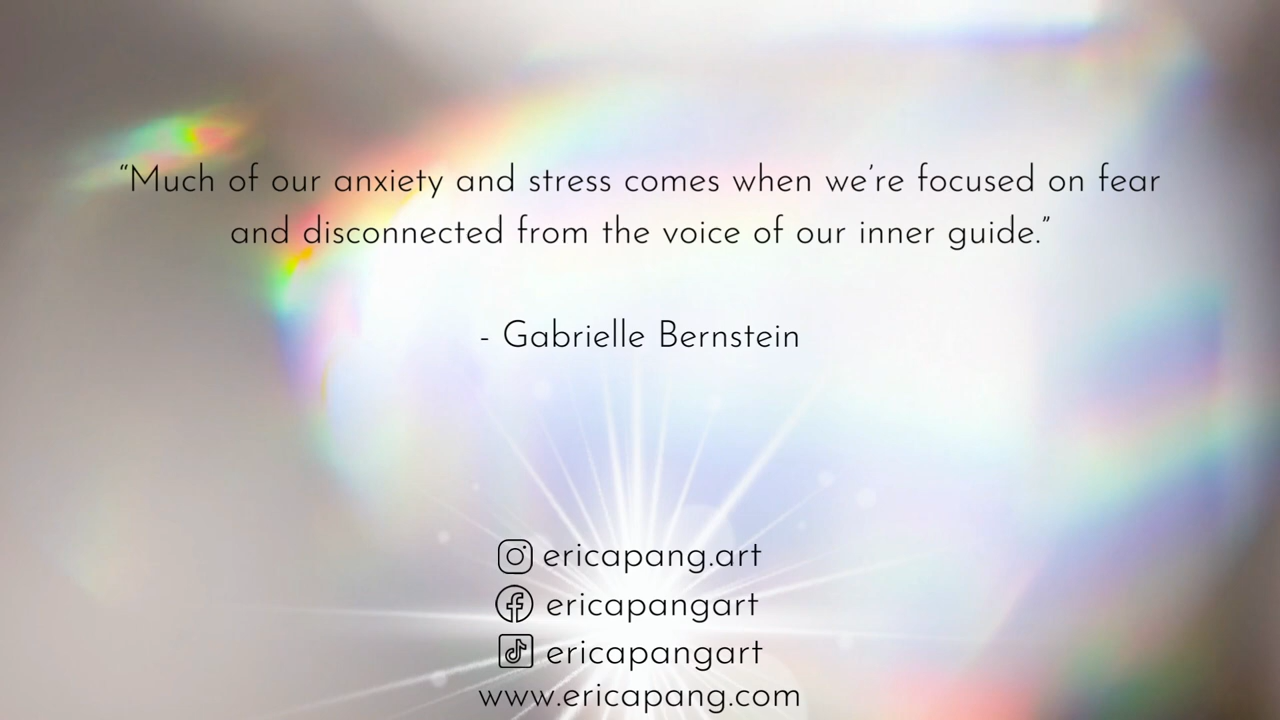 “Much of our anxiety and stress comes when we’re focused on fear
and disconnected from the voice of our inner guide.”
- Gabrielle Bernstein
ericapang.art
ericapangart
ericapangart
www.ericapang.com